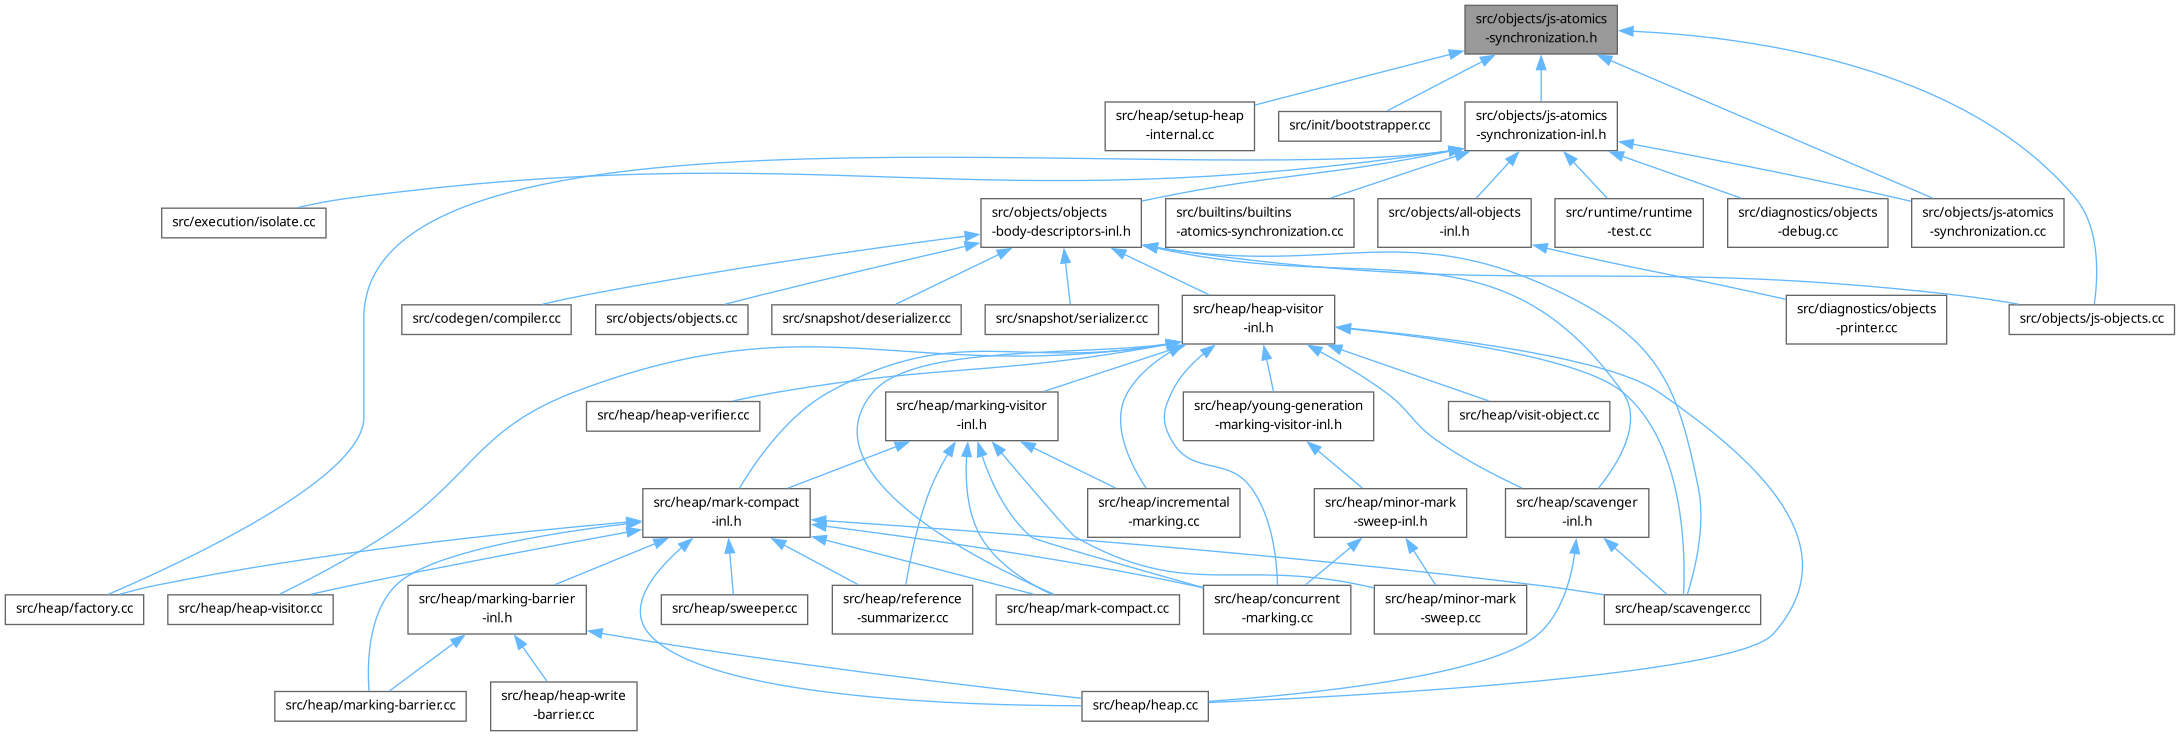 src/objects/js-atomics
-synchronization.h
src/heap/setup-heap
-internal.cc
src/init/bootstrapper.cc
src/objects/js-atomics
-synchronization-inl.h
src/execution/isolate.cc
src/objects/objects
-body-descriptors-inl.h
src/builtins/builtins
-atomics-synchronization.cc
src/objects/all-objects
-inl.h
src/runtime/runtime
-test.cc
src/diagnostics/objects
-debug.cc
src/objects/js-atomics
-synchronization.cc
src/codegen/compiler.cc
src/objects/objects.cc
src/snapshot/deserializer.cc
src/snapshot/serializer.cc
src/heap/heap-visitor
-inl.h
src/diagnostics/objects
-printer.cc
src/objects/js-objects.cc
src/heap/heap-verifier.cc
src/heap/marking-visitor
-inl.h
src/heap/young-generation
-marking-visitor-inl.h
src/heap/visit-object.cc
src/heap/mark-compact
-inl.h
src/heap/incremental
-marking.cc
src/heap/minor-mark
-sweep-inl.h
src/heap/scavenger
-inl.h
src/heap/factory.cc
src/heap/heap-visitor.cc
src/heap/marking-barrier
-inl.h
src/heap/sweeper.cc
src/heap/reference
-summarizer.cc
src/heap/mark-compact.cc
src/heap/concurrent
-marking.cc
src/heap/minor-mark
-sweep.cc
src/heap/scavenger.cc
src/heap/marking-barrier.cc
src/heap/heap-write
-barrier.cc
src/heap/heap.cc